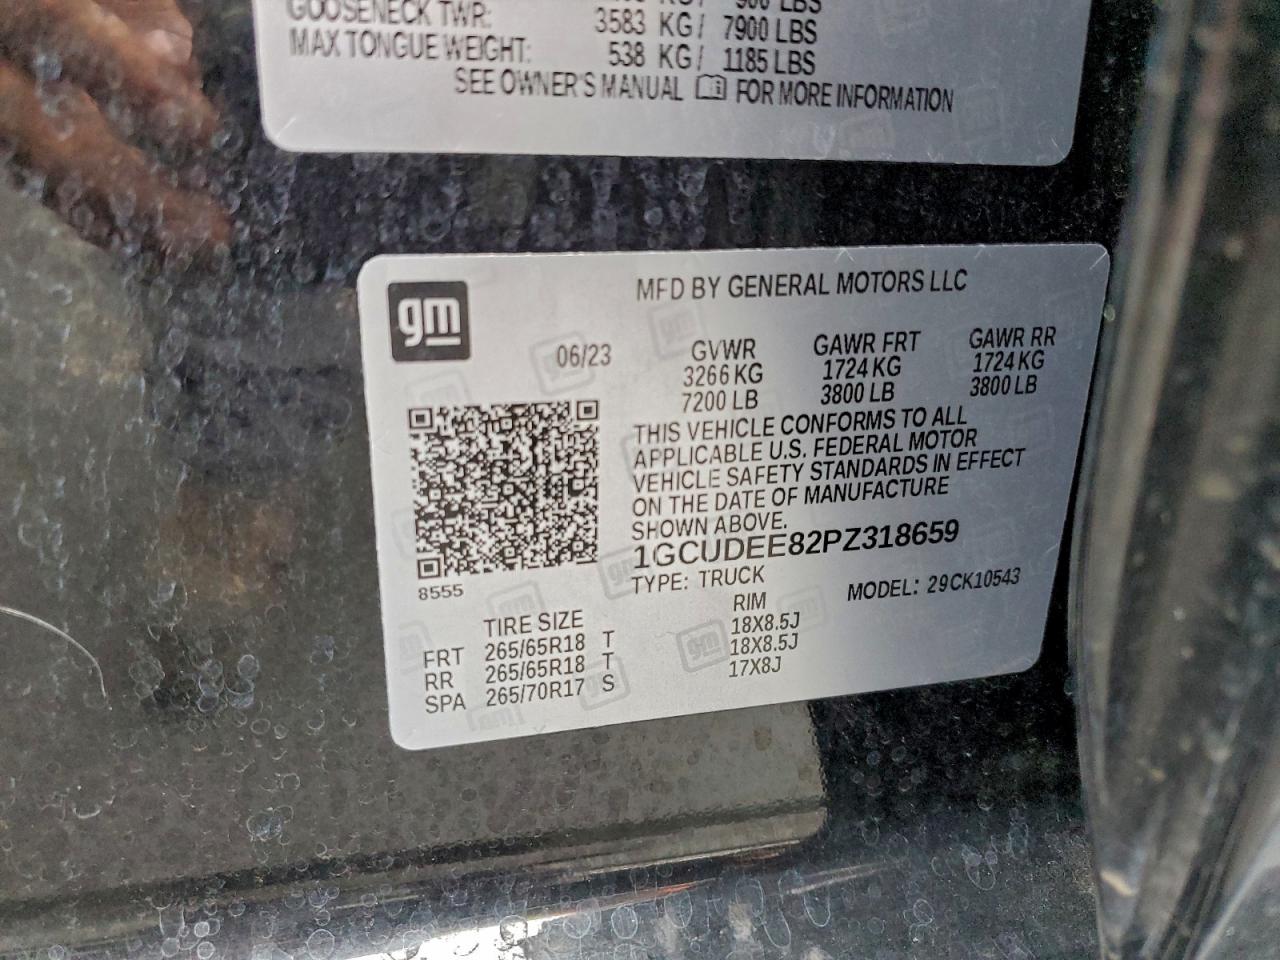 GOOSENECK TWR: 3583 KG/ 7900 LBS
MAX TONGUE WEIGHT: 538 KG/ 1185 LBS
SEE OWNER'S MANUAL FOR MORE INFORMATION
gm
MFD BY GENERAL MOTORS LLC
06/23 GVWR GAWR FRT GAWR RR
3266 KG 1724 KG 1724 KG
7200 LB 3800 LB 3800 LB
THIS VEHICLE CONFORMS TO ALL
APPLICABLE U.S. FEDERAL MOTOR
VEHICLE SAFETY STANDARDS IN EFFECT
ON THE DATE OF MANUFACTURE
SHOWN ABOVE.
1GCUDEE82PZ318659
8555 TYPE: TRUCK MODEL: 29CK10543
TIRE SIZE RIM
FRT 265/65R18 T 18X8.5J
RR 265/65R18 T 18X8.5J
SPA 265/70R17 S 17X8J